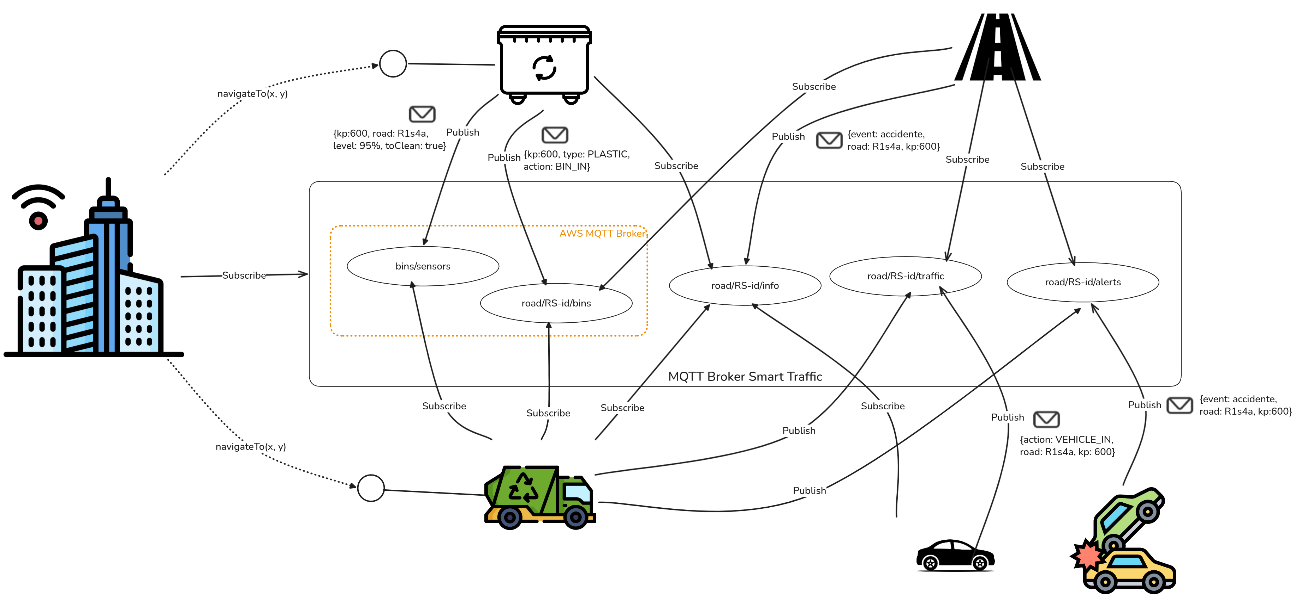 navigateTo(x, y)
Subscribe
{kp:600, road: R1s4a,
level: 95%, toClean: true}
Publish
Publish
{kp:600, type: PLASTIC,
action: BIN_IN}
Subscribe
Publish
{event: accidente,
road: R1s4a, kp:600}
Subscribe
Subscribe
Subscribe
AWS MQTT Broker
bins/sensors
road/RS-id/bins
road/RS-id/info
road/RS-id/traffic
road/RS-id/alerts
Subscribe
MQTT Broker Smart Traffic
Subscribe
Subscribe
Subscribe
Subscribe
Publish
Publish
{action: VEHICLE_IN,
road: R1s4a, kp: 600}
Publish
{event: accidente,
road: R1s4a, kp:600}
navigateTo(x, y)
Publish